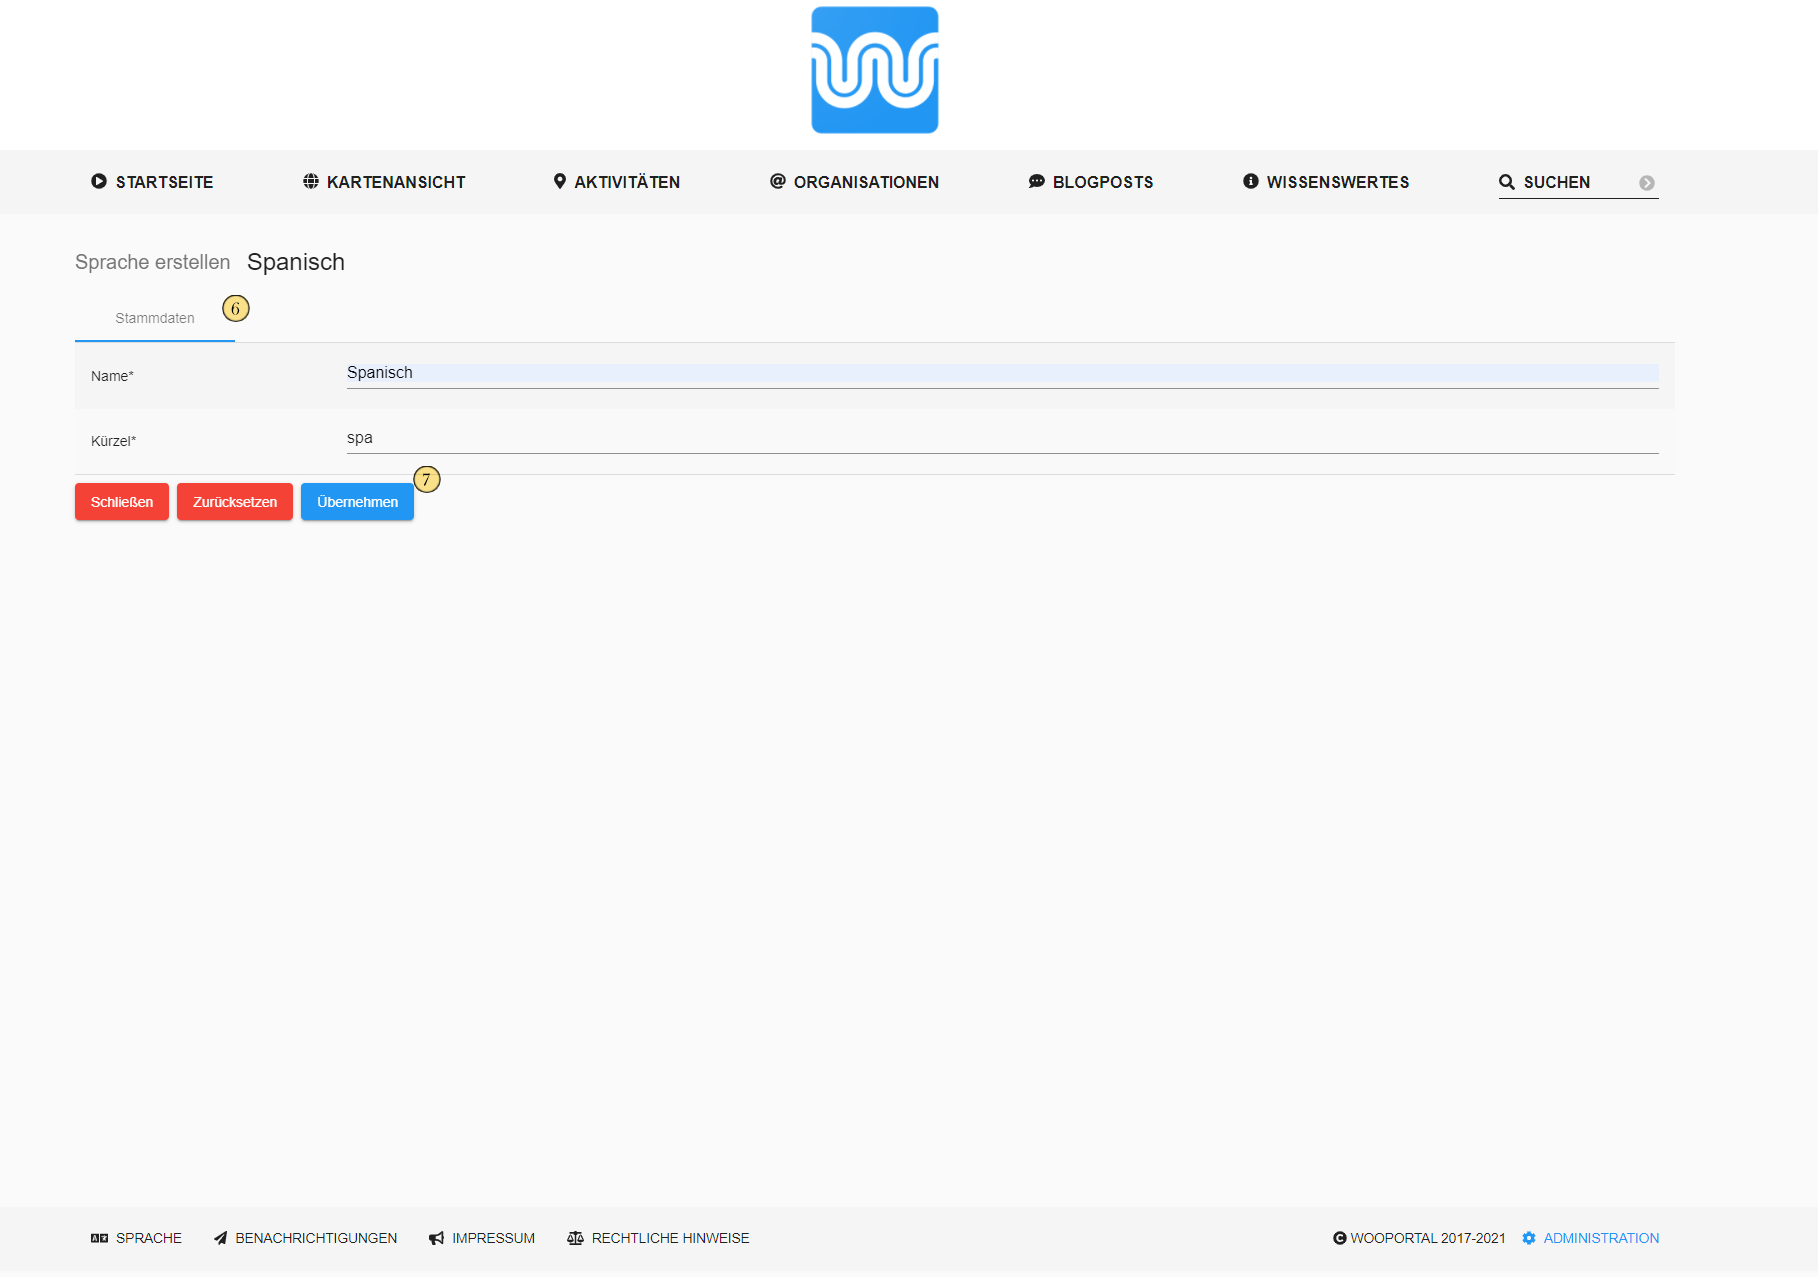 STARTSEITE KARTENANSICHT AKTIVITÄTEN ORGANISATIONEN BLOGPOSTS WISSENSWERTES SUCHEN
Sprache erstellen Spanisch
Stammdaten 6
Name* Spanisch
Kürzel* spa
7
Schließen Zurücksetzen Übernehmen
SPRACHE BENACHRICHTIGUNGEN IMPRESSUM RECHTLICHE HINWEISE WOOPORTAL 2017-2021 ADMINISTRATION